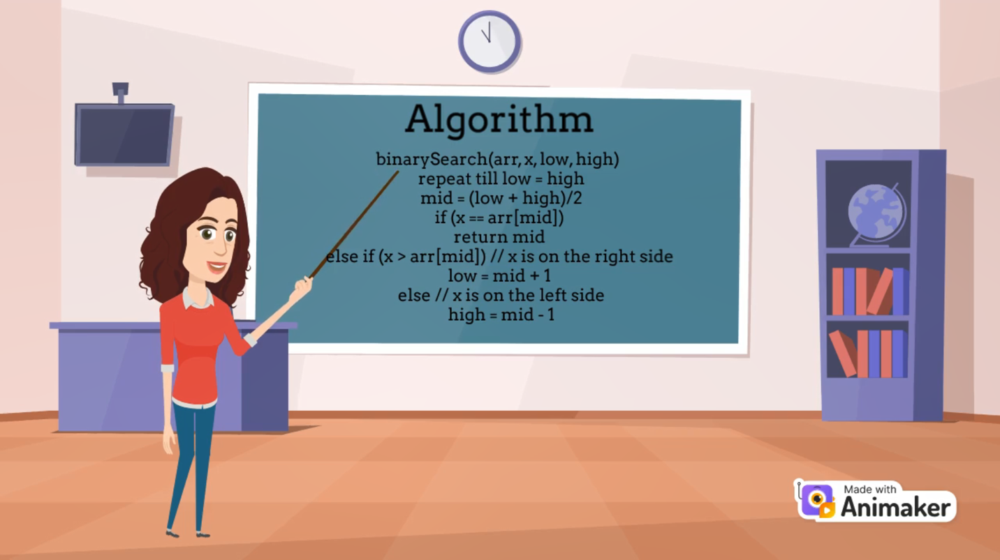 Algorithm
binarySearch(arr, x, low, high)
repeat till low = high
mid = (low + high)/2
if (x == arr[mid])
return mid
else if (x > arr[mid]) // x is on the right side
low = mid + 1
else // x is on the left side
high = mid - 1
Made with
Animaker